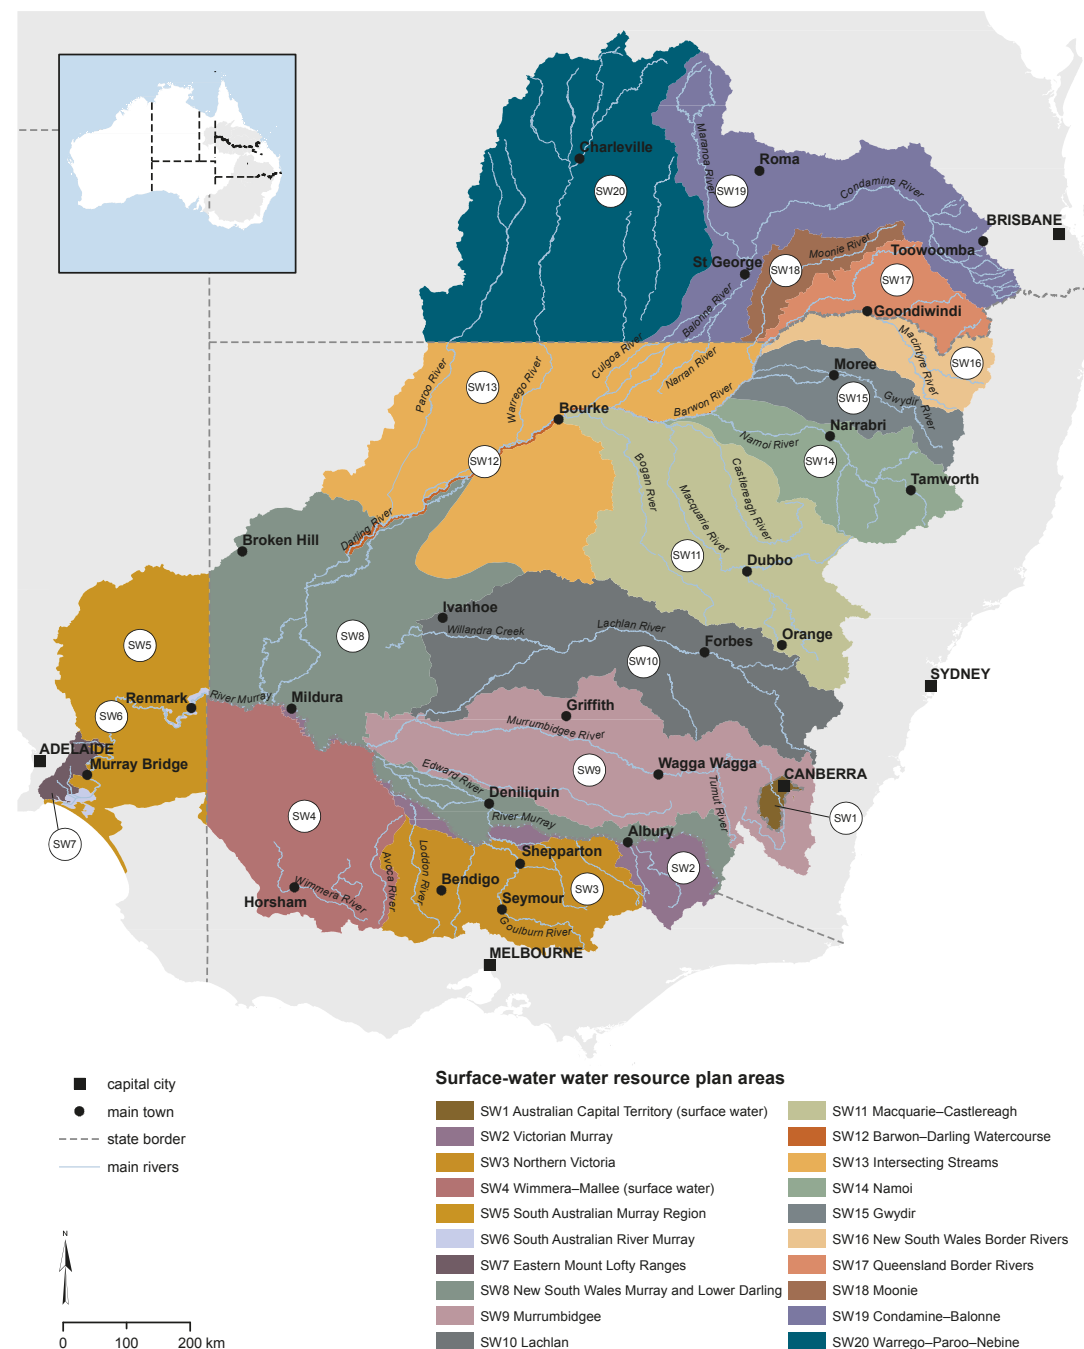 Charleville
SW20
Maranoa River
Roma
SW19
Condamine River
BRISBANE
Toowoomba
St George
Moonie River
SW18
SW17
Balonne River
Goondiwindi
Culgoa River
Narran River
Macintyre River
SW16
Paroo River
SW13
Warrego River
Moree
SW15
Gwydir River
Barwon River
Bourke
Narrabri
Namoi River
SW14
SW12
Bogan River
Macquarie River
Castlereagh River
Tamworth
Darling River
Broken Hill
SW11
Dubbo
Ivanhoe
Willandra Creek
Lachlan River
SW5
SW8
Forbes
Orange
SW10
SYDNEY
Renmark
River Murray
Mildura
SW6
Griffith
Murrumbidgee River
ADELAIDE
Murray Bridge
SW9
Wagga Wagga
CANBERRA
Edward River
Deniliquin
Tumut River
SW4
River Murray
SW1
SW7
Albury
Shepparton
SW2
Avoca River
Loddon River
Bendigo
SW3
Wimmera River
Horsham
Seymour
Goulburn River
MELBOURNE
capital city
main town
state border
main rivers
N
0 100 200 km
Surface-water water resource plan areas
SW1 Australian Capital Territory (surface water)
SW2 Victorian Murray
SW3 Northern Victoria
SW4 Wimmera–Mallee (surface water)
SW5 South Australian Murray Region
SW6 South Australian River Murray
SW7 Eastern Mount Lofty Ranges
SW8 New South Wales Murray and Lower Darling
SW9 Murrumbidgee
SW10 Lachlan
SW11 Macquarie–Castlereagh
SW12 Barwon–Darling Watercourse
SW13 Intersecting Streams
SW14 Namoi
SW15 Gwydir
SW16 New South Wales Border Rivers
SW17 Queensland Border Rivers
SW18 Moonie
SW19 Condamine–Balonne
SW20 Warrego–Paroo–Nebine